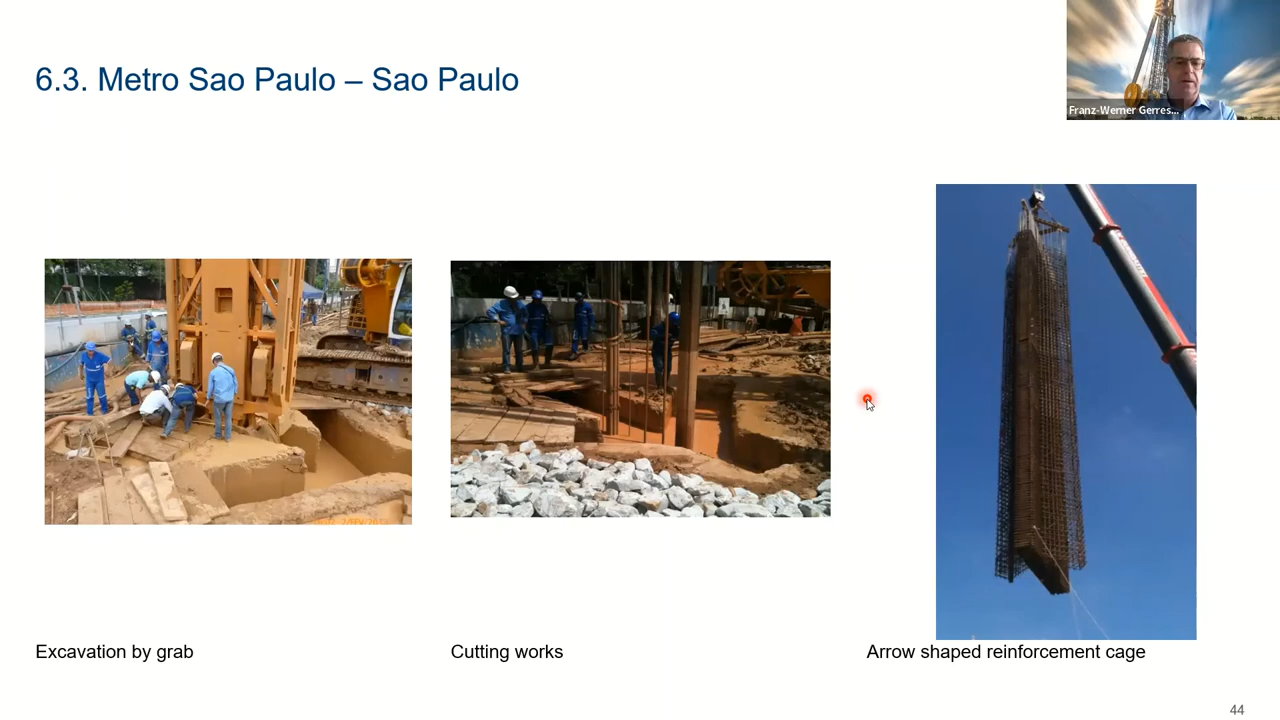 6.3. Metro Sao Paulo – Sao Paulo
Franz-Werner Gerres...
Excavation by grab
Cutting works
Arrow shaped reinforcement cage
44